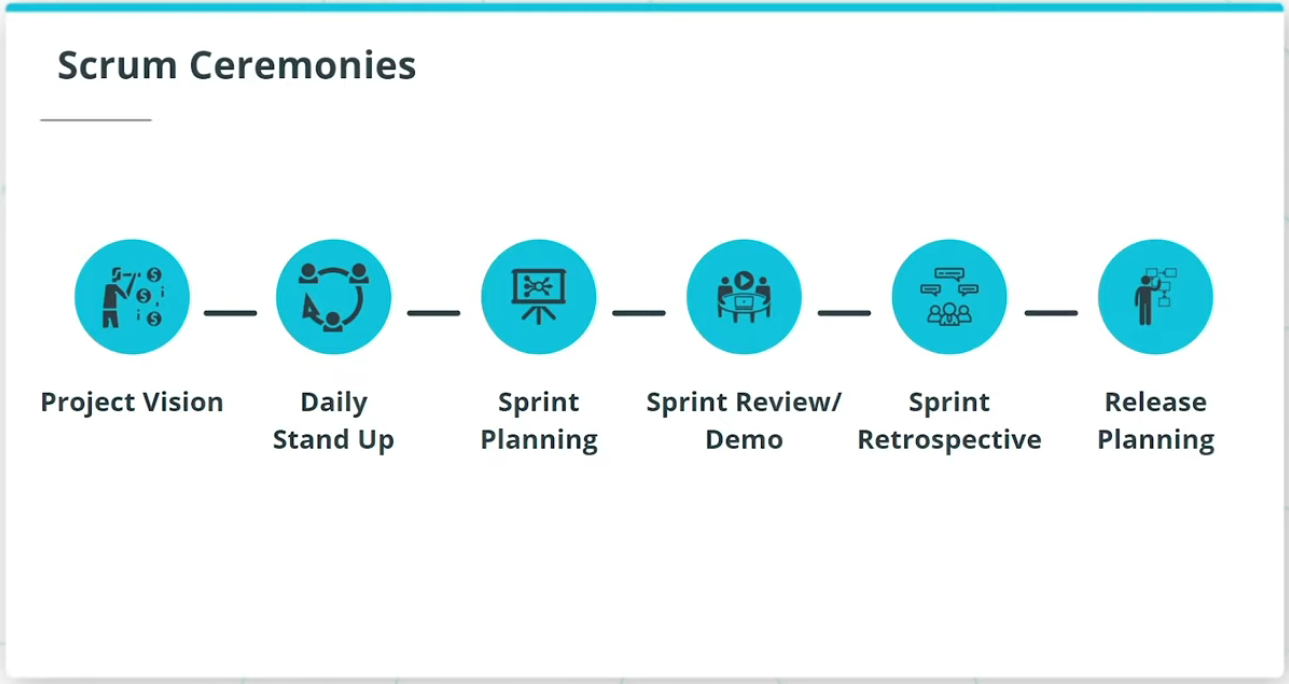 Scrum Ceremonies
Project Vision
Daily
Stand Up
Sprint
Planning
Sprint Review/
Demo
Sprint
Retrospective
Release
Planning